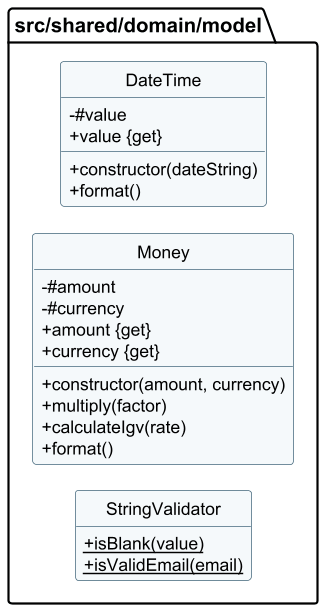 src/shared/domain/model
DateTime
-#value
+value {get}
+constructor(dateString)
+format()
Money
-#amount
-#currency
+amount {get}
+currency {get}
+constructor(amount, currency)
+multiply(factor)
+calculateIgv(rate)
+format()
StringValidator
+isBlank(value)
+isValidEmail(email)